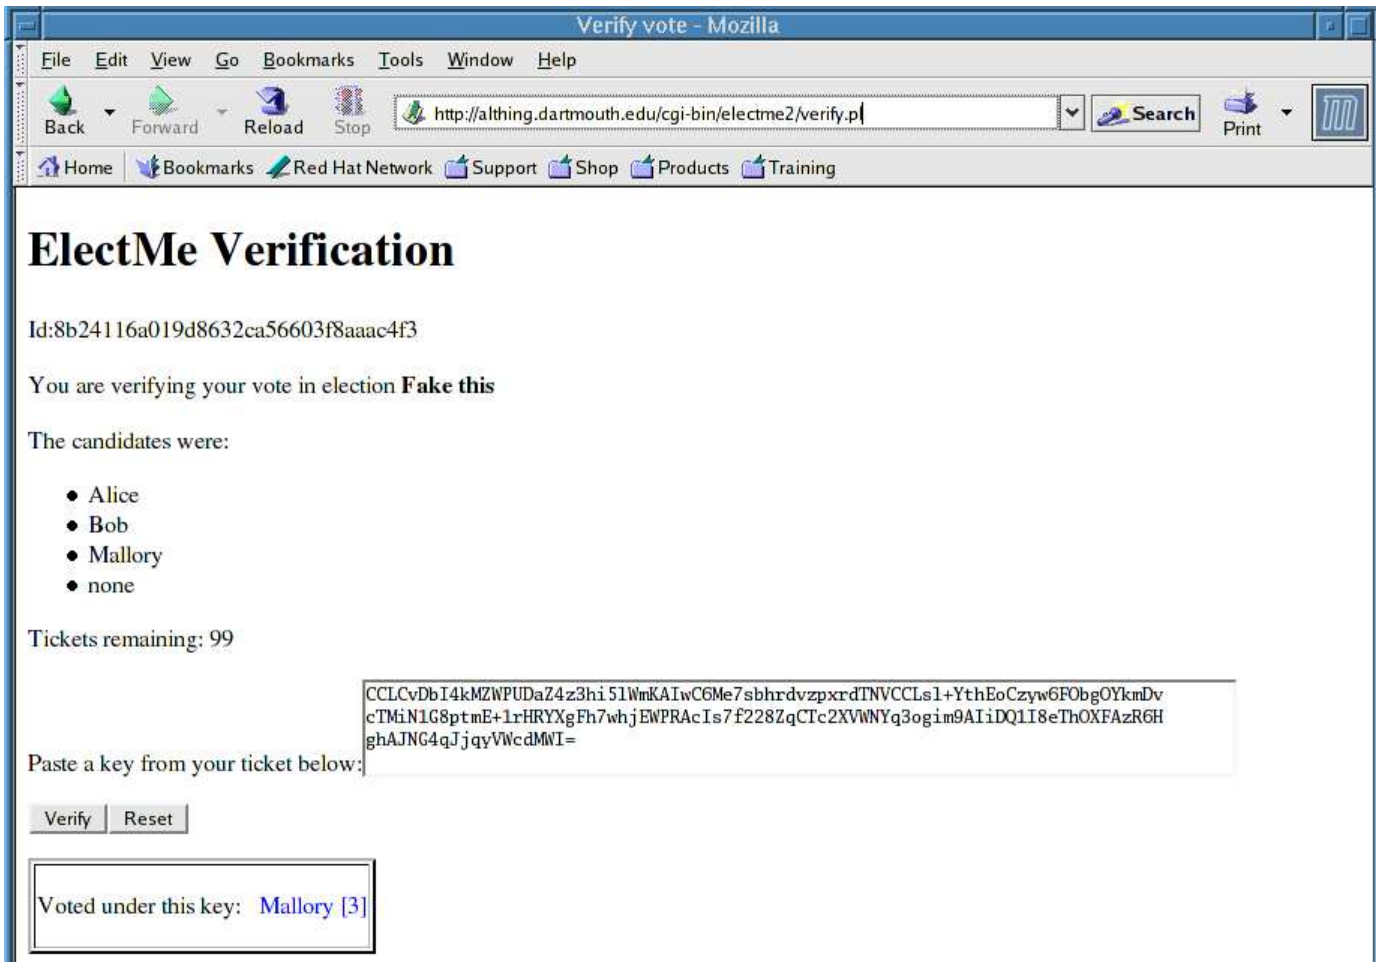 Verify vote - Mozilla
File Edit View Go Bookmarks Tools Window Help
Back Forward Reload Stop http://althing.dartmouth.edu/cgi-bin/electme2/verify.pl Search Print
Home Bookmarks Red Hat Network Support Shop Products Training
ElectMe Verification
Id:8b24116a019d8632ca56603f8aaac4f3
You are verifying your vote in election Fake this
The candidates were:
Alice
Bob
Mallory
none
Tickets remaining: 99
CCLCvDbI4kMZWPUDaZ4z3hi5lWmKAIwC6Me7sbhrdvzpxrdTNVCCLsl+YthEoCzyw6FObgOYkmDv
cTMiN1G8ptmE+1rHRYXgFh7whjEWPRAcIs7f228ZqCTc2XVWNYq3ogim9AIiDQ1I8eThOXFAzR6H
ghAJNG4qJjqyVWcdMWI=
Paste a key from your ticket below:
Verify Reset
Voted under this key: Mallory [3]